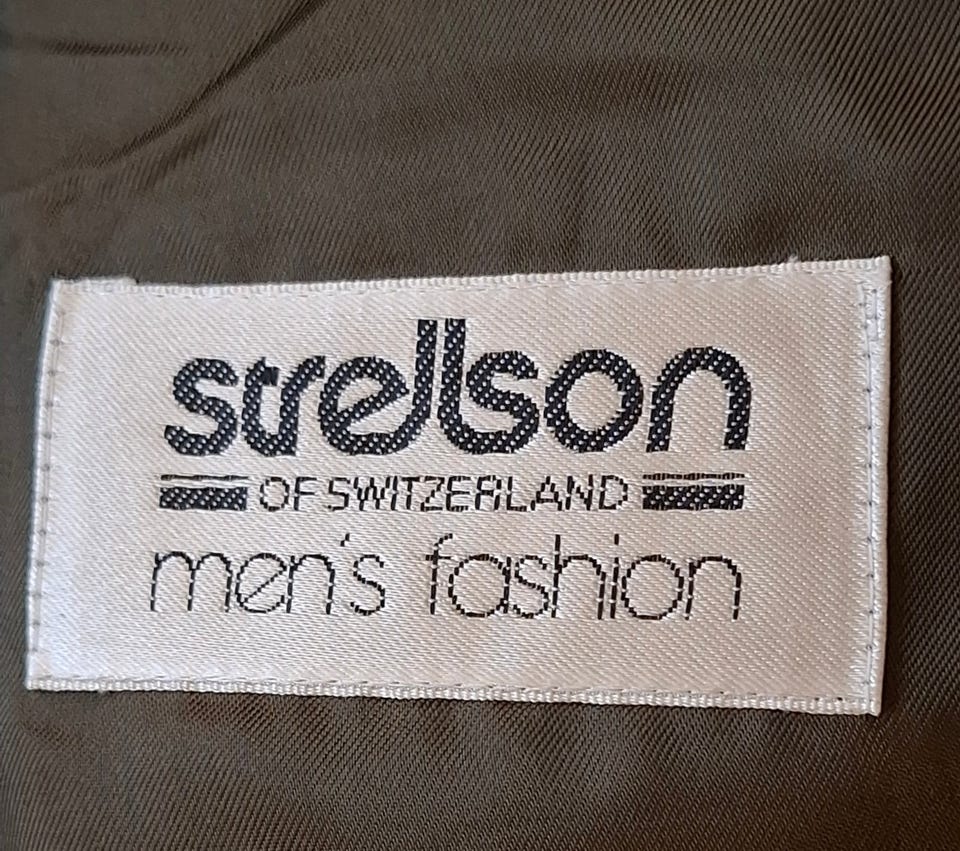 strellson
OF SWITZERLAND
men's fashion